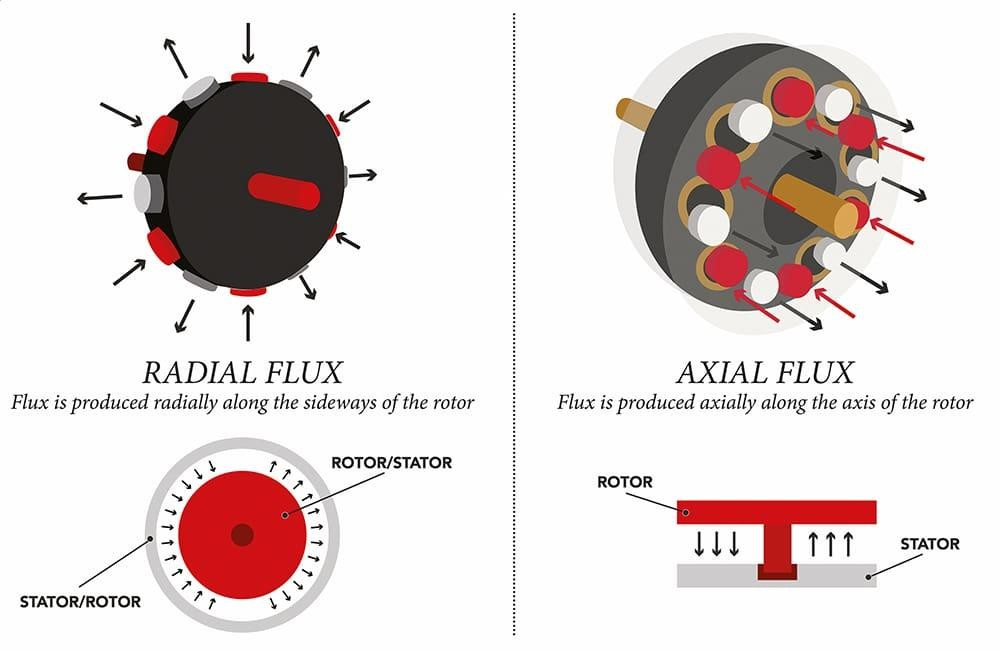 RADIAL FLUX
Flux is produced radially along the sideways of the rotor
ROTOR/STATOR
STATOR/ROTOR
AXIAL FLUX
Flux is produced axially along the axis of the rotor
ROTOR
STATOR